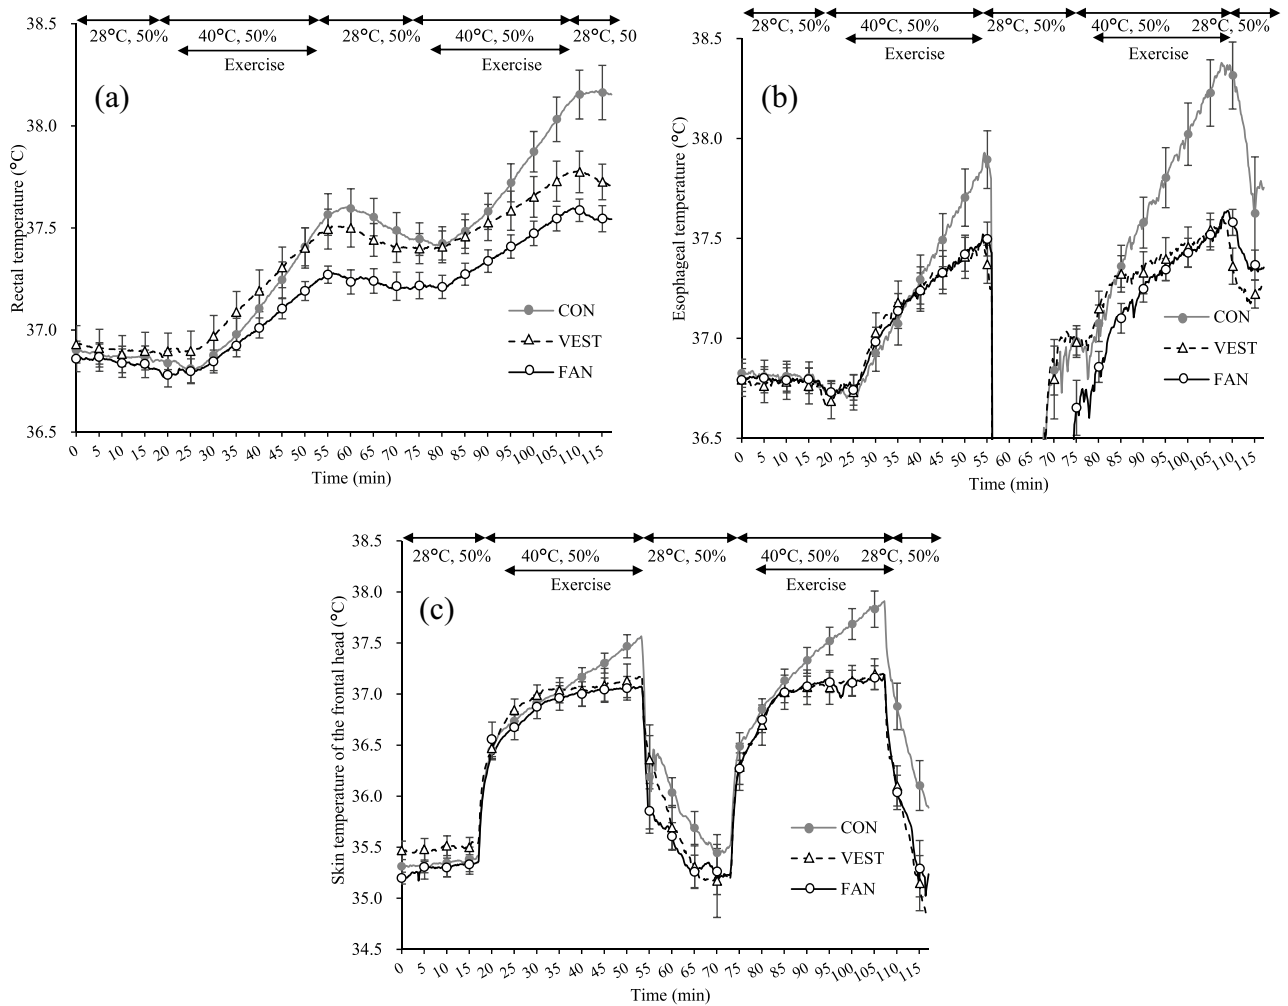 28°C, 50% 40°C, 50% 28°C, 50% 40°C, 50% 28°C, 50
Exercise Exercise
(a)
Rectal temperature (°C)
38.5
38.0
37.5
37.0
36.5
CON
VEST
FAN
0 5 10 15 20 25 30 35 40 45 50 55 60 65 70 75 80 85 90 95 100 105 110 115
Time (min)
28°C, 50% 40°C, 50% 28°C, 50% 40°C, 50% 28°C, 50%
Exercise Exercise
(b)
Esophageal temperature (°C)
38.5
38.0
37.5
37.0
36.5
CON
VEST
FAN
0 5 10 15 20 25 30 35 40 45 50 55 60 65 70 75 80 85 90 95 100 105 110 115
Time (min)
28°C, 50% 40°C, 50% 28°C, 50% 40°C, 50% 28°C, 50%
Exercise Exercise
(c)
Skin temperature of the frontal head (°C)
38.5
38.0
37.5
37.0
36.5
36.0
35.5
35.0
34.5
CON
VEST
FAN
0 5 10 15 20 25 30 35 40 45 50 55 60 65 70 75 80 85 90 95 100 105 110 115
Time (min)